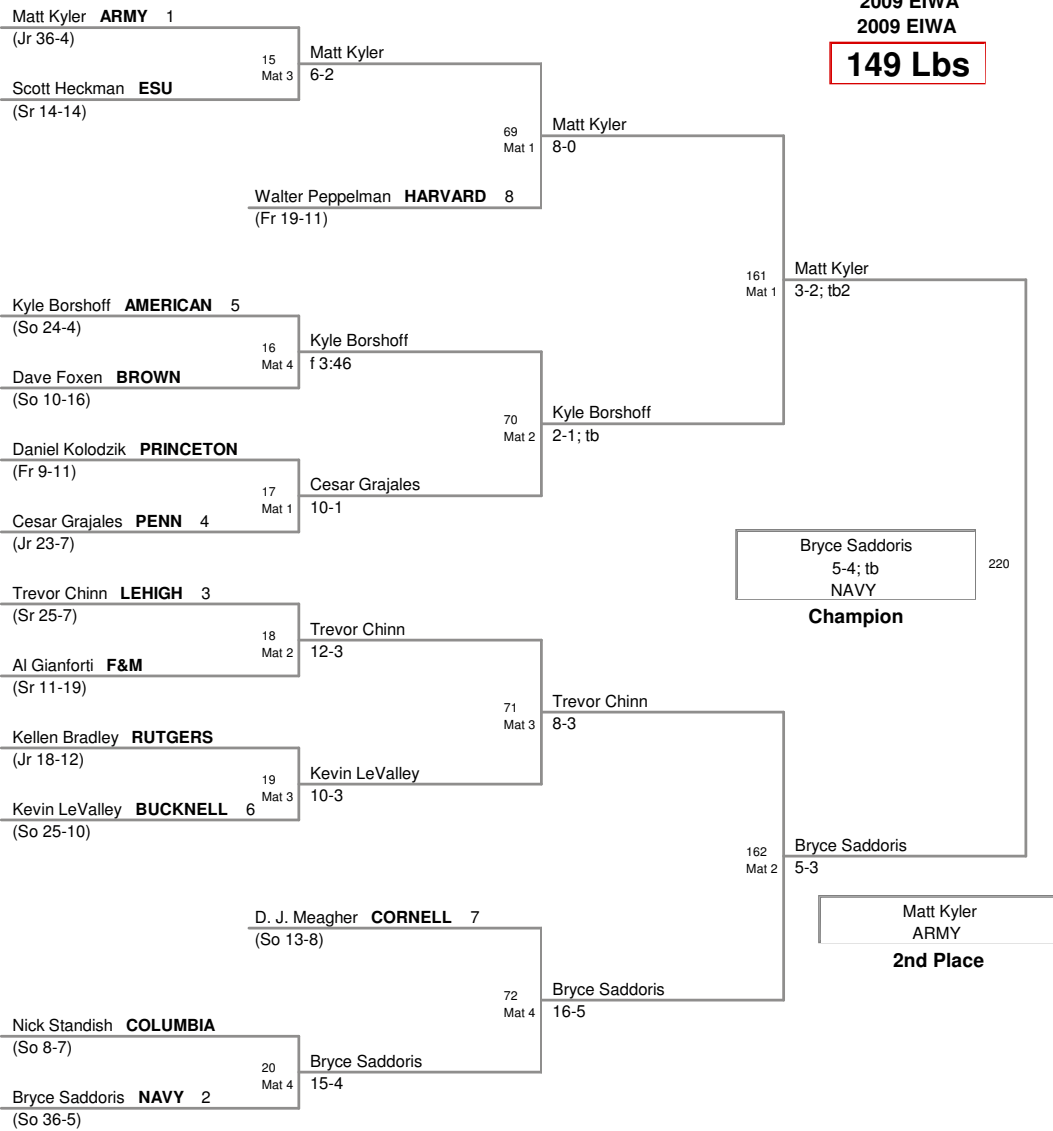 2009 EIWA
2009 EIWA
149 Lbs
Matt Kyler ARMY 1
(Jr 36-4)
15
Mat 3
Matt Kyler
6-2
Scott Heckman ESU
(Sr 14-14)
69
Mat 1
Matt Kyler
8-0
Walter Peppelman HARVARD 8
(Fr 19-11)
161
Mat 1
Matt Kyler
3-2; tb2
Kyle Borshoff AMERICAN 5
(So 24-4)
16
Mat 4
Kyle Borshoff
f 3:46
Dave Foxen BROWN
(So 10-16)
70
Mat 2
Kyle Borshoff
2-1; tb
Daniel Kolodzik PRINCETON
(Fr 9-11)
17
Mat 1
Cesar Grajales
10-1
Cesar Grajales PENN 4
(Jr 23-7)
Bryce Saddoris
5-4; tb
NAVY
220
Champion
Trevor Chinn LEHIGH 3
(Sr 25-7)
18
Mat 2
Trevor Chinn
12-3
Al Gianforti F&M
(Sr 11-19)
71
Mat 3
Trevor Chinn
8-3
Kellen Bradley RUTGERS
(Jr 18-12)
19
Mat 3
Kevin LeValley
10-3
Kevin LeValley BUCKNELL 6
(So 25-10)
162
Mat 2
Bryce Saddoris
5-3
D. J. Meagher CORNELL 7
(So 13-8)
Matt Kyler
ARMY
2nd Place
72
Mat 4
Bryce Saddoris
16-5
Nick Standish COLUMBIA
(So 8-7)
20
Mat 4
Bryce Saddoris
15-4
Bryce Saddoris NAVY 2
(So 36-5)